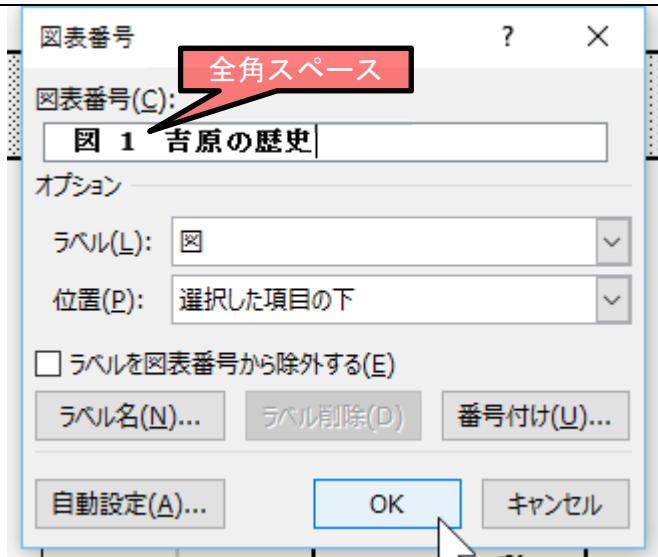 図表番号 ?
全角スペース
図表番号(C):
図 1　吉原の歴史
オプション
ラベル(L): 図
位置(P): 選択した項目の下
ラベルを図表番号から除外する(E)
ラベル名(N)... ラベル削除(D) 番号付け(U)...
自動設定(A)... OK キャンセル